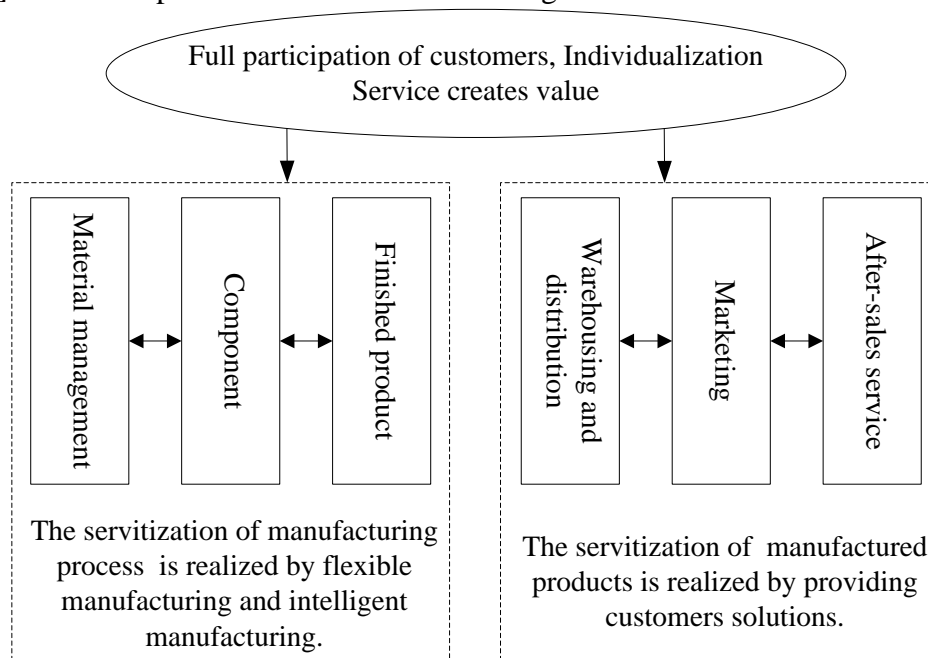 Full participation of customers, Individualization
Service creates value
Material management
Component
Finished product
Warehousing and
distribution
Marketing
After-sales service
The servitization of manufacturing
process is realized by flexible
manufacturing and intelligent
manufacturing.
The servitization of manufactured
products is realized by providing
customers solutions.